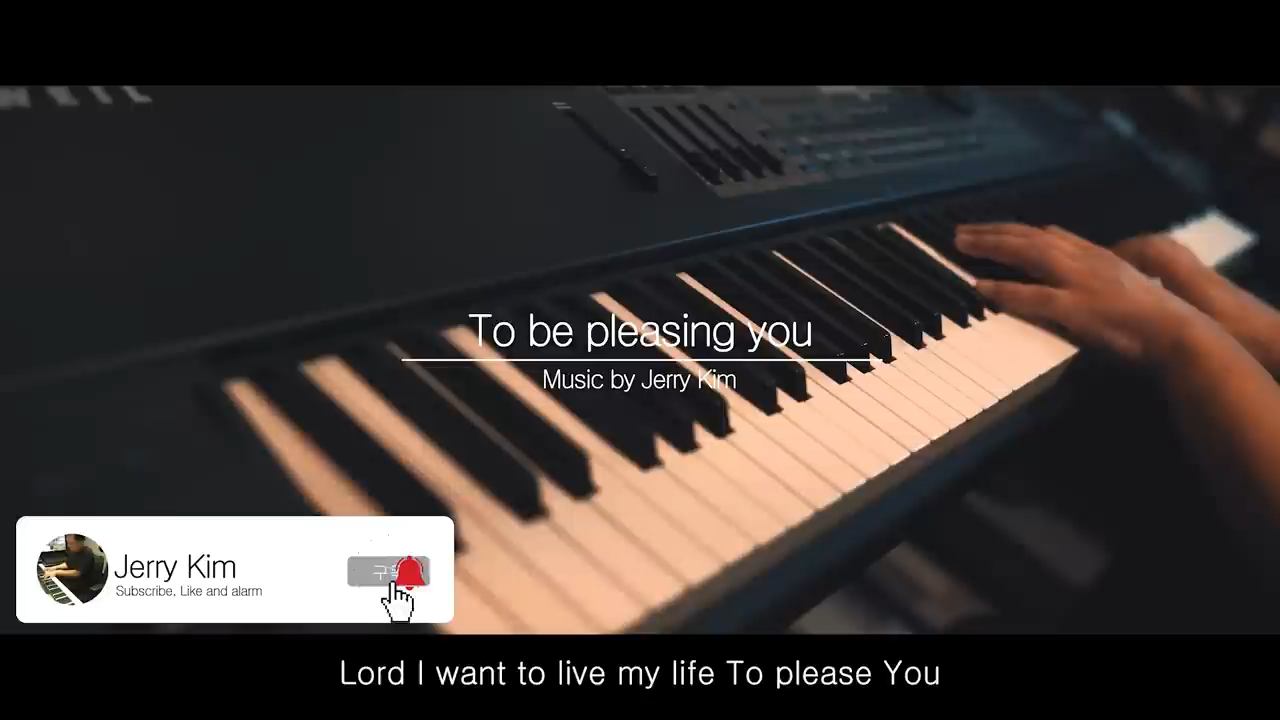 To be pleasing you
Music by Jerry Kim
Jerry Kim
Subscribe. Like and alarm
Lord I want to live my life To please You